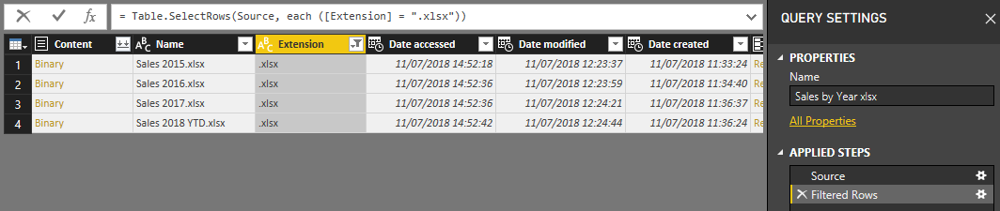 = Table.SelectRows(Source, each ([Extension] = ".xlsx"))
Content Name Extension Date accessed Date modified Date created
1 Binary Sales 2015.xlsx .xlsx 11/07/2018 14:52:18 11/07/2018 12:23:37 11/07/2018 11:33:24 Re
2 Binary Sales 2016.xlsx .xlsx 11/07/2018 14:52:36 11/07/2018 12:23:59 11/07/2018 11:34:40 Re
3 Binary Sales 2017.xlsx .xlsx 11/07/2018 14:52:36 11/07/2018 12:24:21 11/07/2018 11:36:37 Re
4 Binary Sales 2018 YTD.xlsx .xlsx 11/07/2018 14:52:42 11/07/2018 12:24:44 11/07/2018 11:36:24 Re
QUERY SETTINGS
PROPERTIES
Name
Sales by Year xlsx
All Properties
APPLIED STEPS
Source
Filtered Rows